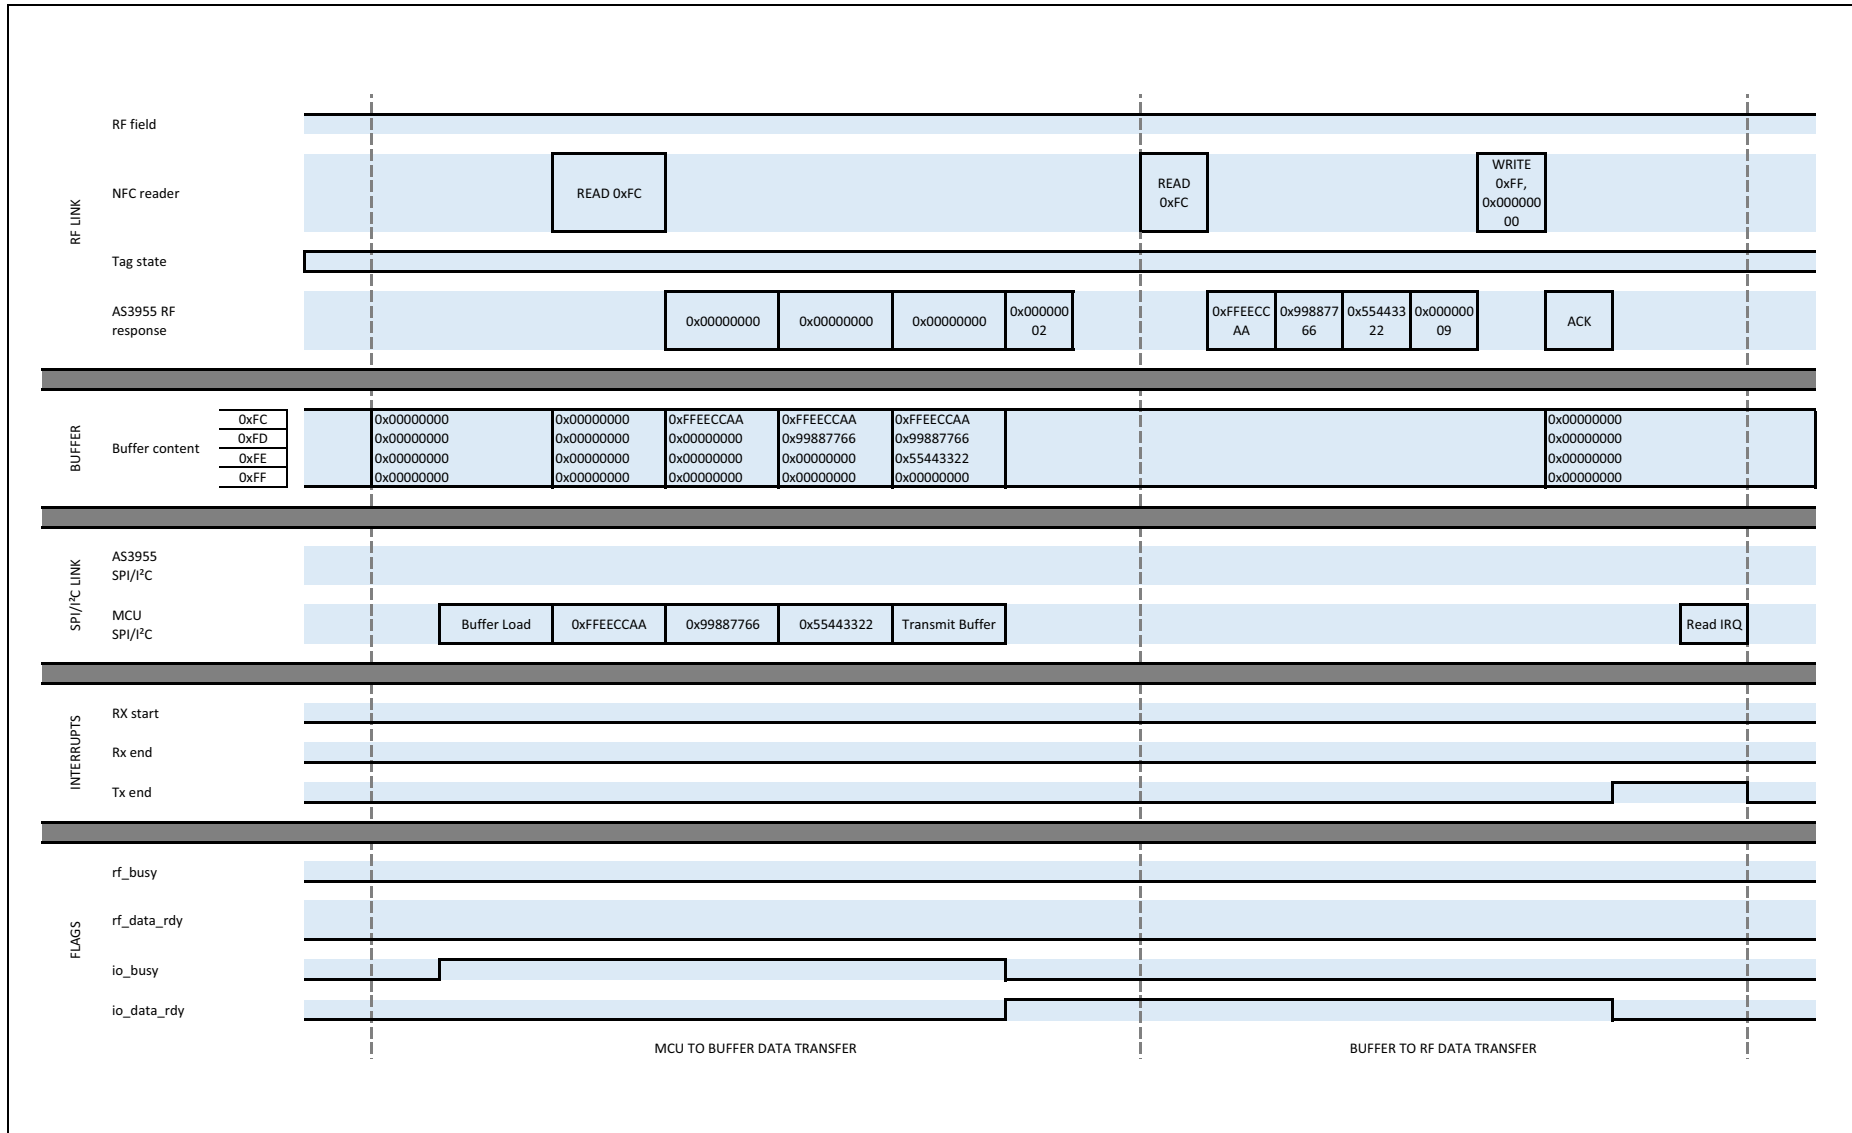 RF LINK
RF field
NFC reader
READ 0xFC
READ
0xFC
WRITE
0xFF,
0x000000
00
Tag state
AS3955 RF
response
0x00000000
0x00000000
0x00000000
0x000000
02
0xFFEECC
AA
0x998877
66
0x554433
22
0x000000
09
ACK
BUFFER
Buffer content
0xFC
0xFD
0xFE
0xFF
0x00000000
0x00000000
0x00000000
0x00000000
0x00000000
0x00000000
0x00000000
0x00000000
0xFFEECCAA
0x00000000
0x00000000
0x00000000
0xFFEECCAA
0x99887766
0x00000000
0x00000000
0xFFEECCAA
0x99887766
0x55443322
0x00000000
0x00000000
0x00000000
0x00000000
0x00000000
SPI/I²C LINK
AS3955
SPI/I²C
MCU
SPI/I²C
Buffer Load
0xFFEECCAA
0x99887766
0x55443322
Transmit Buffer
Read IRQ
INTERRUPTS
RX start
Rx end
Tx end
FLAGS
rf_busy
rf_data_rdy
io_busy
io_data_rdy
MCU TO BUFFER DATA TRANSFER
BUFFER TO RF DATA TRANSFER